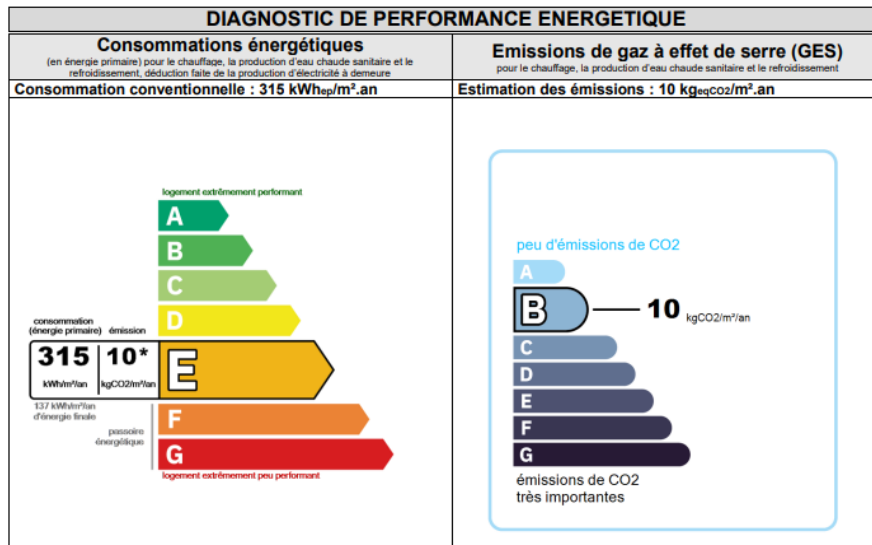 DIAGNOSTIC DE PERFORMANCE ENERGETIQUE
Consommations énergétiques
(en énergie primaire) pour le chauffage, la production d'eau chaude sanitaire et le
refroidissement, déduction faite de la production d'électricité à demeure
Consommation conventionnelle : 315 kWhep/m².an
logement extrêmement performant
A
B
C
D
consommation
(énergie primaire) émission
315 10*
kWh/m²/an kgCO2/m²/an
E
137 kWh/m²/an
d'énergie finale
passoire
énergétique
F
G
logement extrêmement peu performant
Emissions de gaz à effet de serre (GES)
pour le chauffage, la production d'eau chaude sanitaire et le refroidissement
Estimation des émissions : 10 kgeqCO2/m².an
peu d'émissions de CO2
A
B 10 kgCO2/m²/an
C
D
E
F
G
émissions de CO2
très importantes